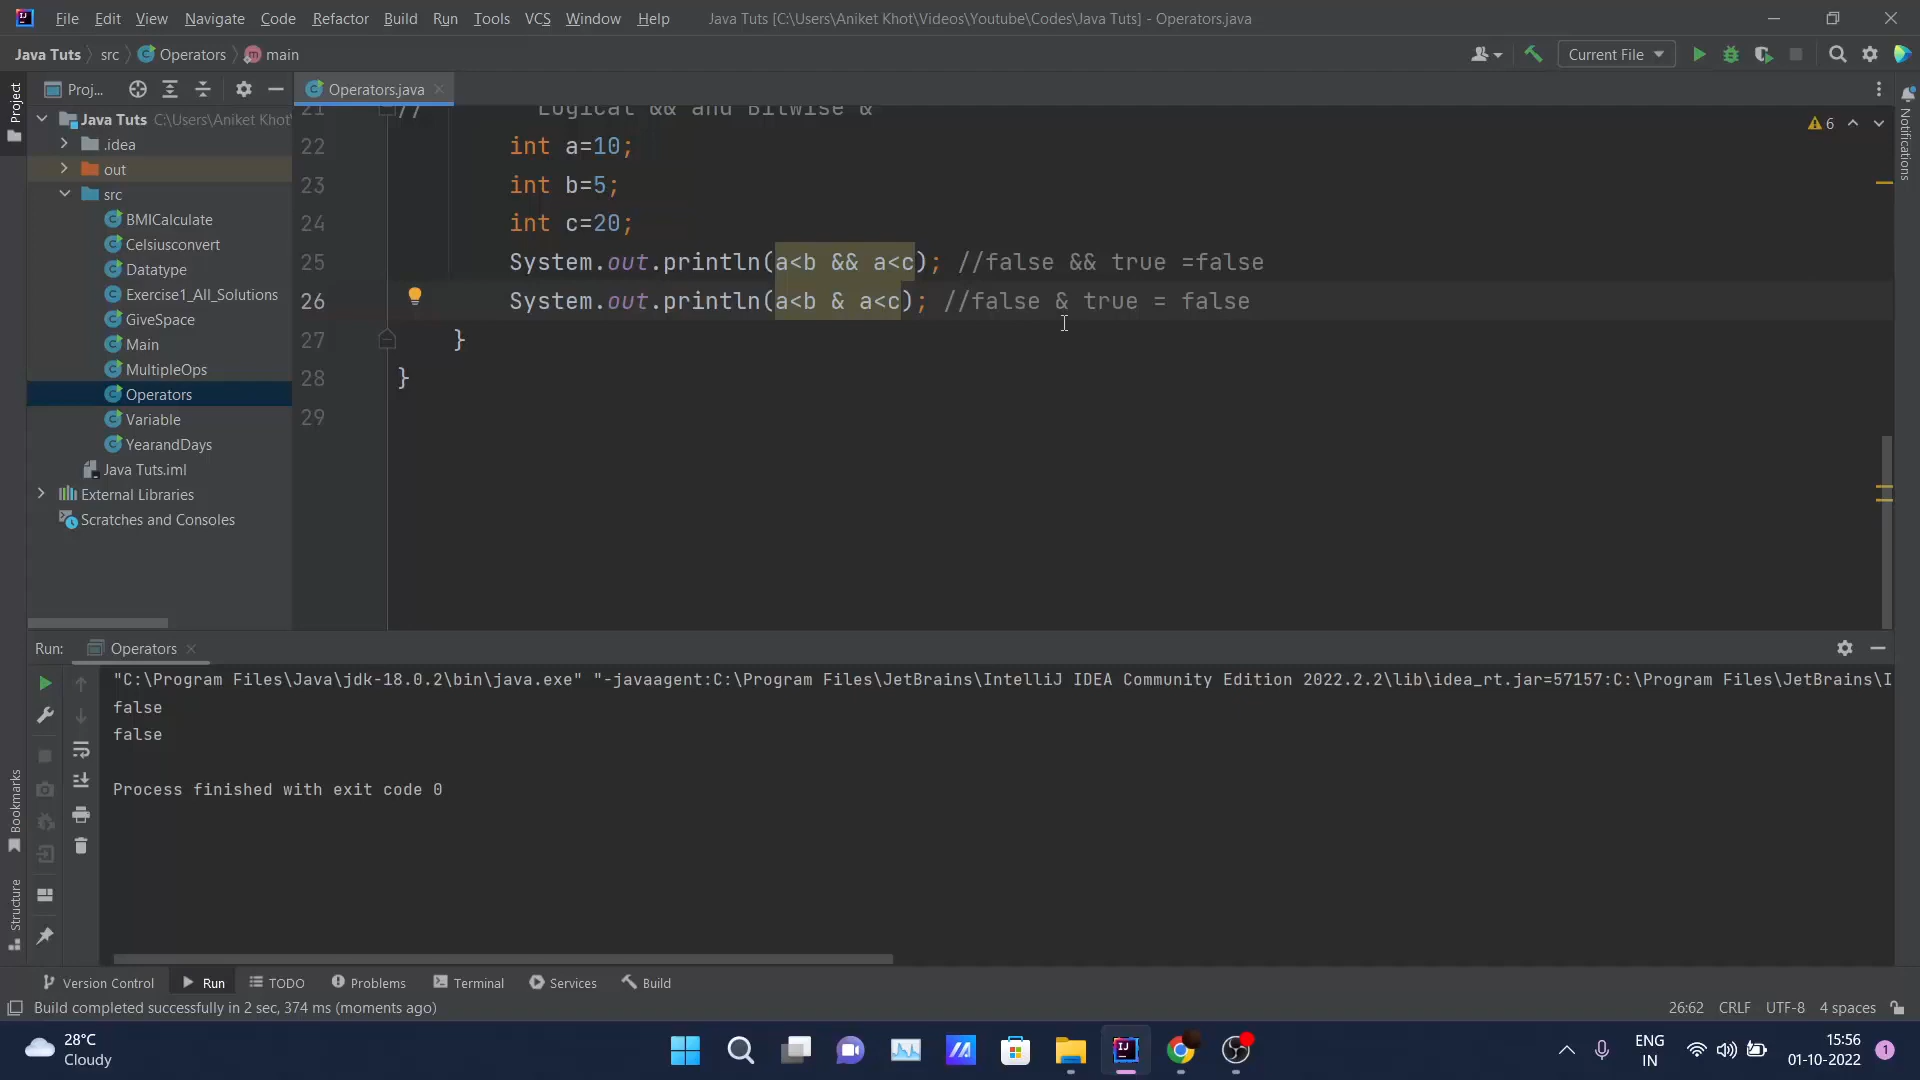 File Edit View Navigate Code Refactor Build Run Tools VCS Window Help Java Tuts [C:\Users\Aniket Khot\Videos\Youtube\Codes\Java Tuts] - Operators.java
Java Tuts src Operators main Current File
Project
Proj... Operators.java
Java Tuts C:\Users\Aniket Khot\
.idea
out
src
BMICalculate
Celsiusconvert
Datatype
Exercise1_All_Solutions
GiveSpace
Main
MultipleOps
Operators
Variable
YearandDays
Java Tuts.iml
External Libraries
Scratches and Consoles
21 // Logical && and Bitwise &
22 int a=10;
23 int b=5;
24 int c=20;
25 System.out.println(a<b && a<c); //false && true =false
26 System.out.println(a<b & a<c); //false & true = false
27 }
28 }
29
6
Notifications
Run: Operators
"C:\Program Files\Java\jdk-18.0.2\bin\java.exe" "-javaagent:C:\Program Files\JetBrains\IntelliJ IDEA Community Edition 2022.2.2\lib\idea_rt.jar=57157:C:\Program Files\JetBrains\I
false
false
Process finished with exit code 0
Bookmarks
Structure
Version Control Run TODO Problems Terminal Services Build
Build completed successfully in 2 sec, 374 ms (moments ago) 26:62 CRLF UTF-8 4 spaces
28°C
Cloudy
IJ
ENG
IN
15:56
01-10-2022
1